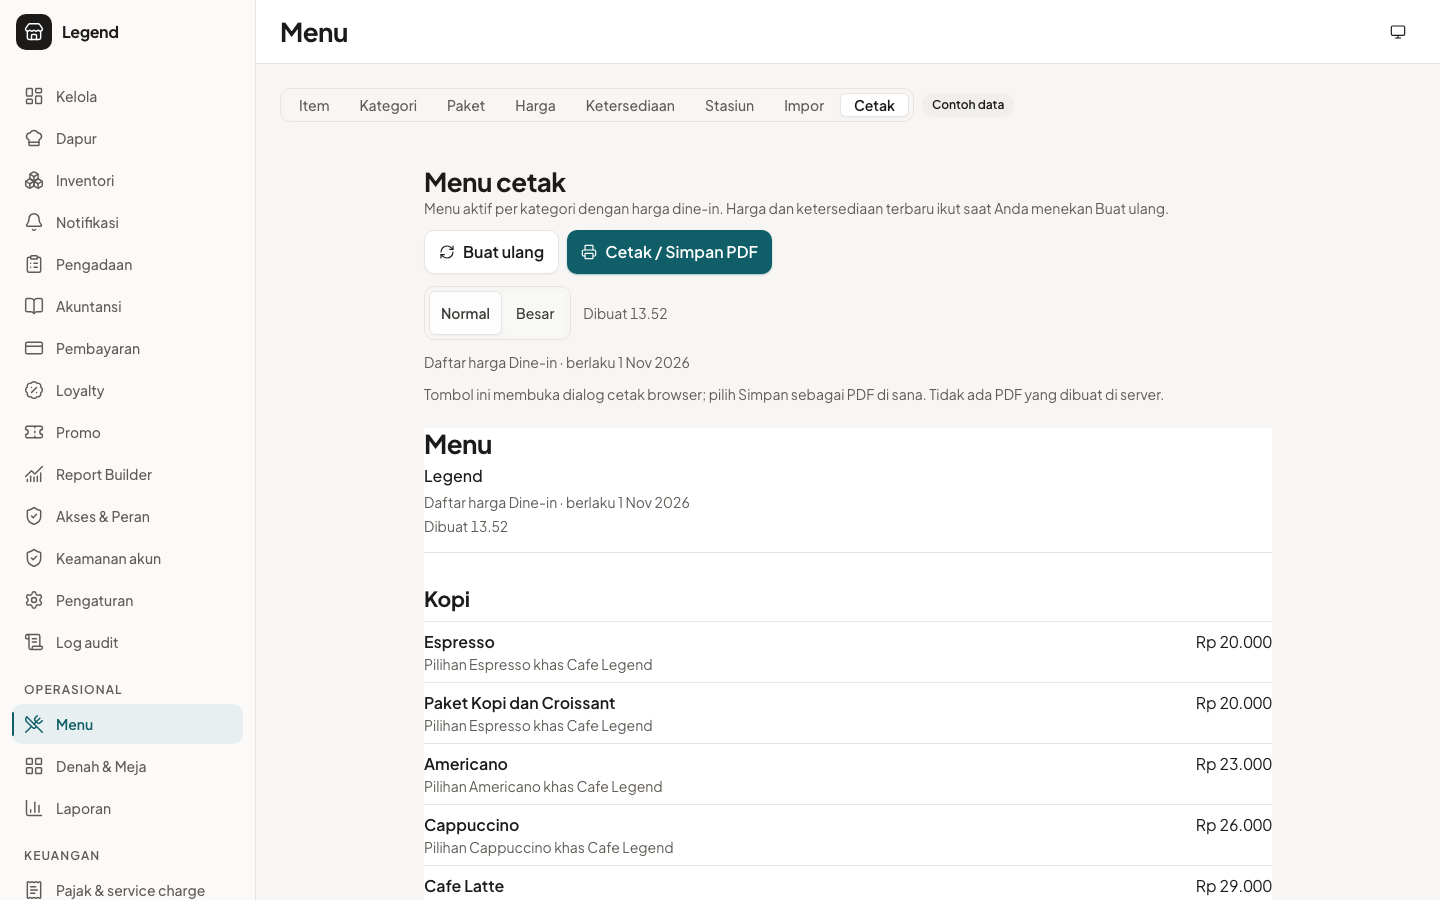 Legend
Menu
Kelola
Dapur
Inventori
Notifikasi
Pengadaan
Akuntansi
Pembayaran
Loyalty
Promo
Report Builder
Akses & Peran
Keamanan akun
Pengaturan
Log audit
OPERASIONAL
Menu
Denah & Meja
Laporan
KEUANGAN
Pajak & service charge
Item Kategori Paket Harga Ketersediaan Stasiun Impor Cetak Contoh data
Menu cetak
Menu aktif per kategori dengan harga dine-in. Harga dan ketersediaan terbaru ikut saat Anda menekan Buat ulang.
Buat ulang Cetak / Simpan PDF
Normal Besar Dibuat 13.52
Daftar harga Dine-in · berlaku 1 Nov 2026
Tombol ini membuka dialog cetak browser; pilih Simpan sebagai PDF di sana. Tidak ada PDF yang dibuat di server.
Menu
Legend
Daftar harga Dine-in · berlaku 1 Nov 2026
Dibuat 13.52
Kopi
Espresso Rp 20.000
Pilihan Espresso khas Cafe Legend
Paket Kopi dan Croissant Rp 20.000
Pilihan Espresso khas Cafe Legend
Americano Rp 23.000
Pilihan Americano khas Cafe Legend
Cappuccino Rp 26.000
Pilihan Cappuccino khas Cafe Legend
Cafe Latte Rp 29.000